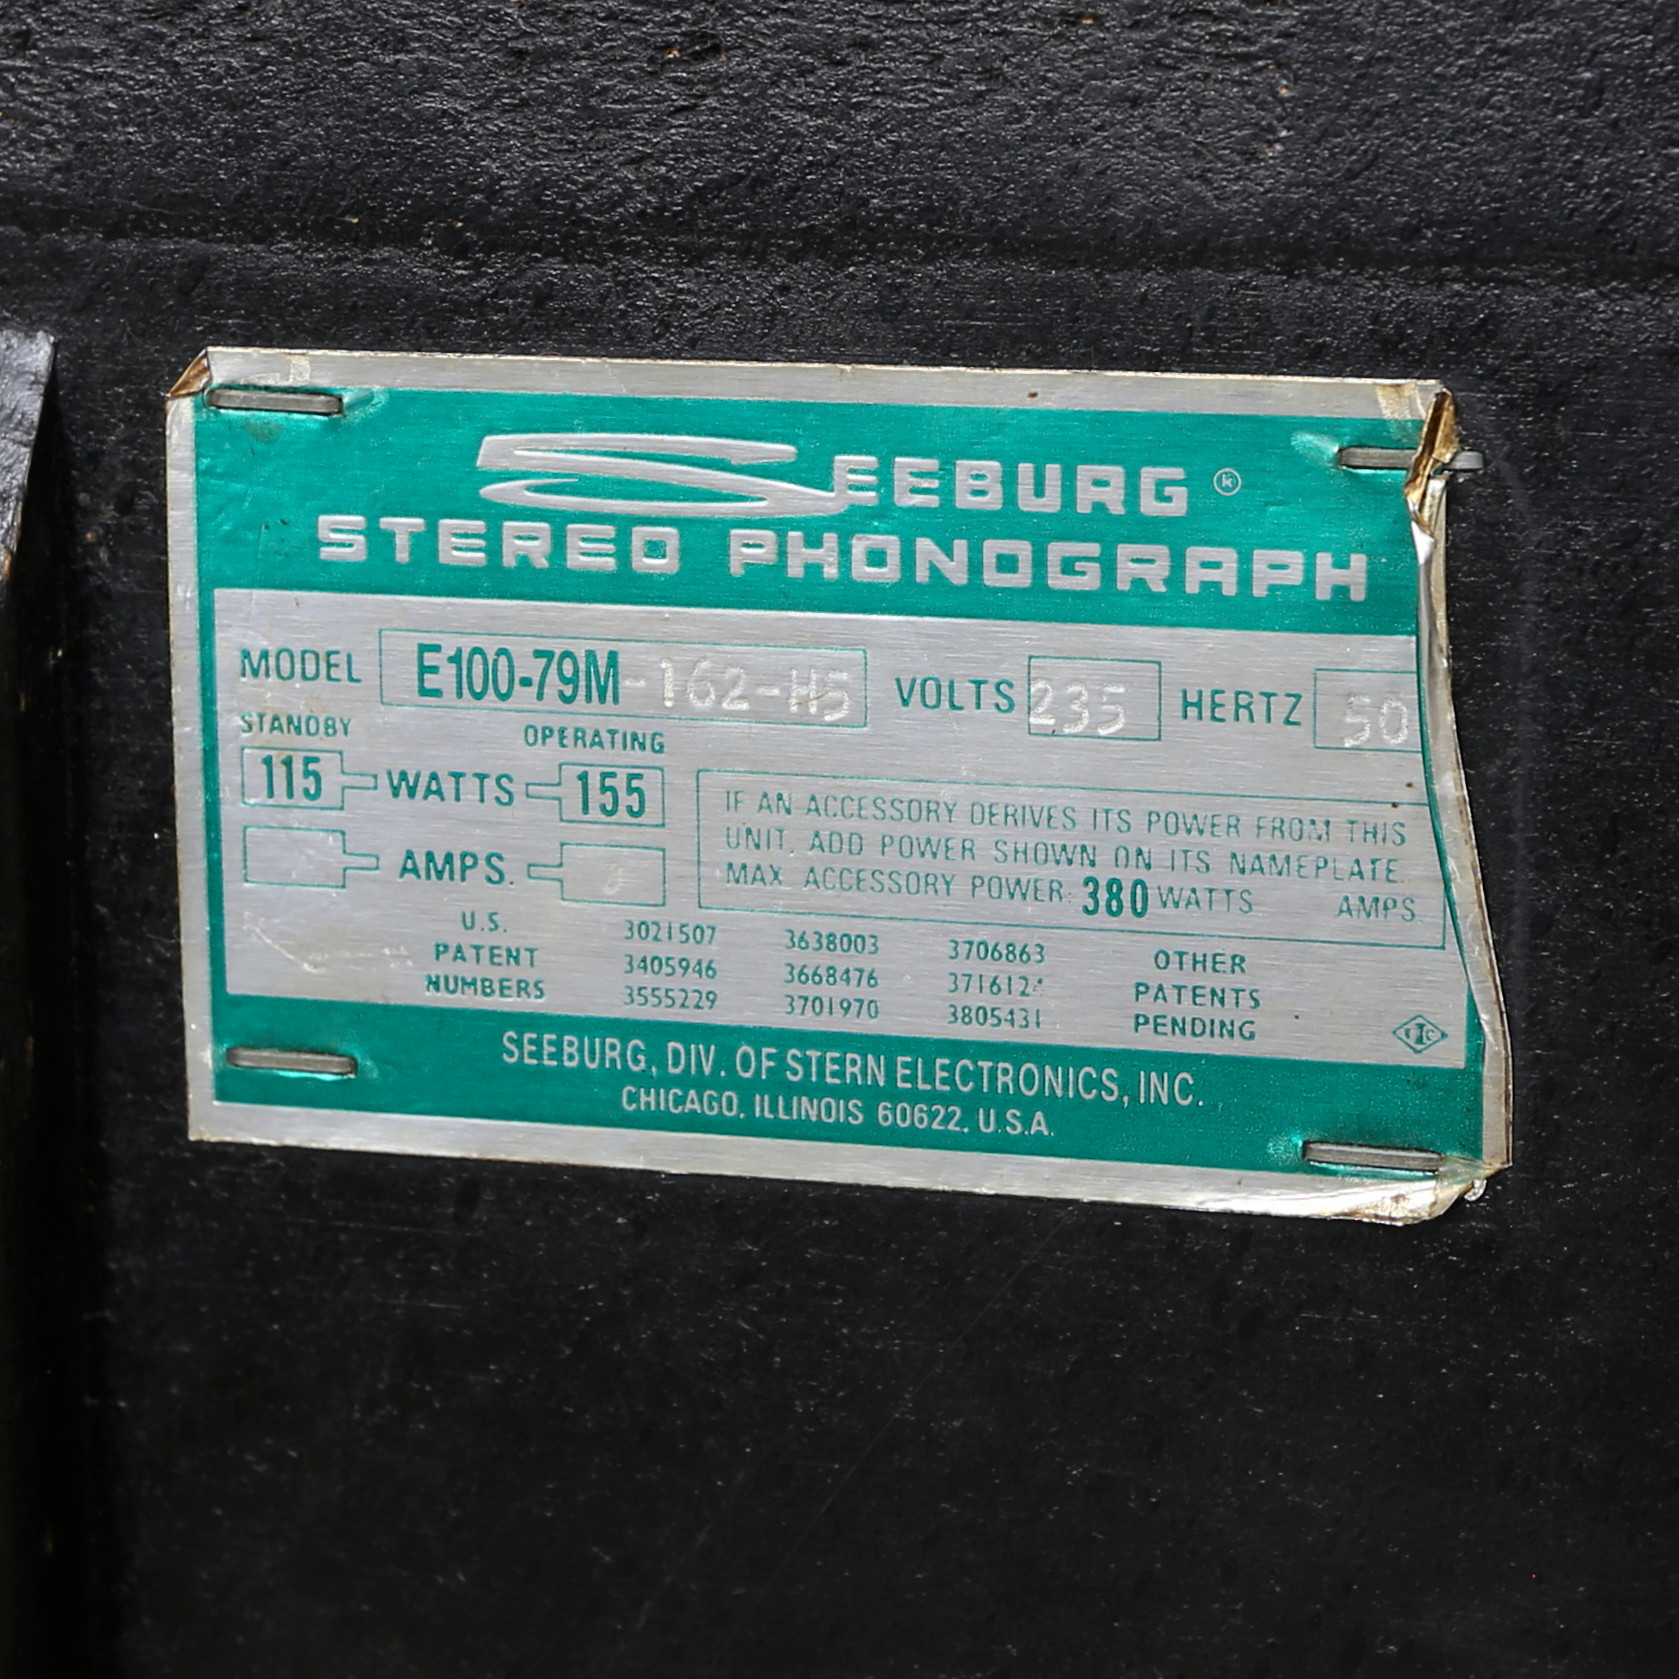 SEEBURG ®
STEREO PHONOGRAPH
MODEL E100-79M-162-H5 VOLTS 235 HERTZ 50
STANDBY OPERATING
115 WATTS 155
AMPS.
IF AN ACCESSORY DERIVES ITS POWER FROM THIS
UNIT, ADD POWER SHOWN ON ITS NAMEPLATE.
MAX. ACCESSORY POWER: 380 WATTS AMPS.
U.S.
PATENT
NUMBERS
3021507 3638003 3706863
3405946 3668476 3716124
3555229 3701970 3805431
OTHER
PATENTS
PENDING
SEEBURG, DIV. OF STERN ELECTRONICS, INC.
CHICAGO, ILLINOIS 60622, U.S.A.